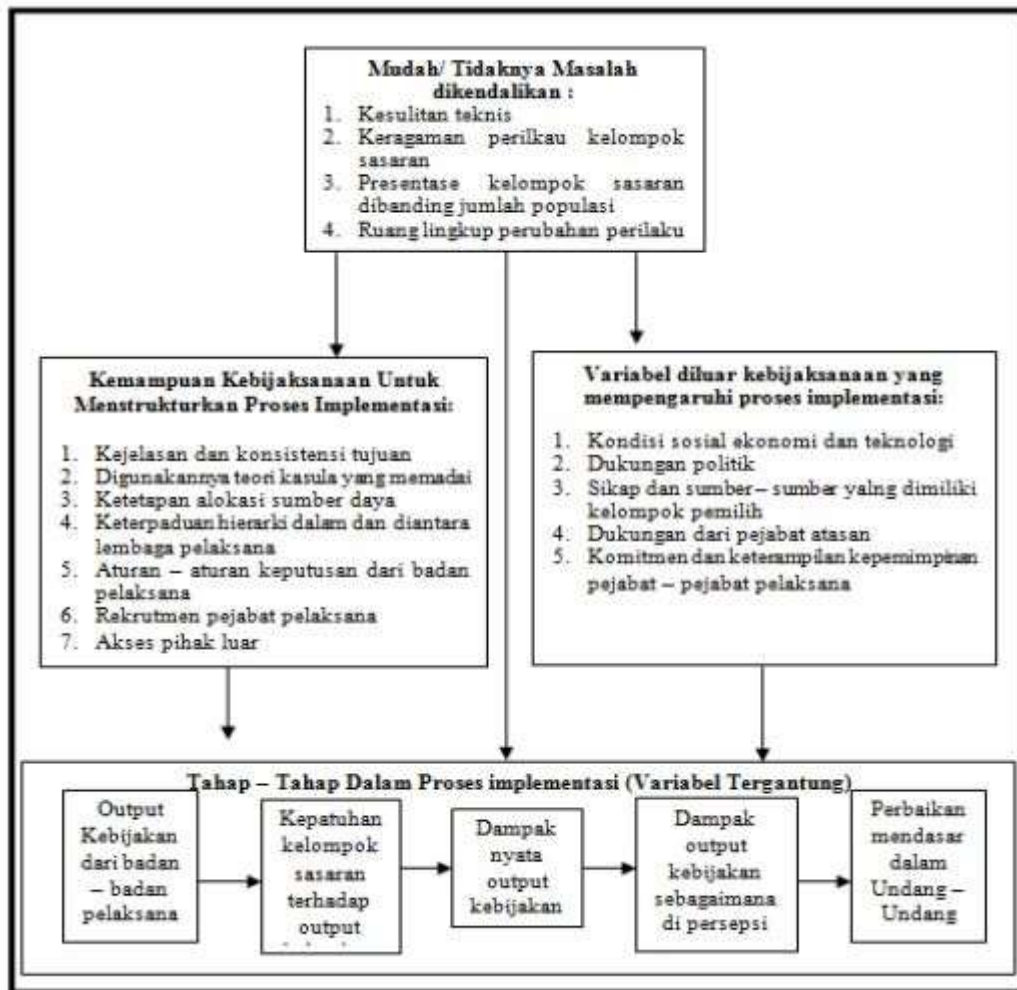 Mudah/ Tidaknya Masalah
dikendalikan :
1. Kesulitan teknis
2. Keragaman perilkau kelompok
sasaran
3. Presentase kelompok sasaran
dibanding jumlah populasi
4. Ruang lingkup perubahan perilaku
Kemampuan Kebijaksanaan Untuk
Menstrukturkan Proses Implementasi:
1. Kejelasan dan konsistensi tujuan
2. Digunakannya teori kasula yang memadai
3. Ketetapan alokasi sumber daya
4. Keterpaduan hierarki dalam dan diantara
lembaga pelaksana
5. Aturan – aturan keputusan dari badan
pelaksana
6. Rekrutmen pejabat pelaksana
7. Akses pihak luar
Variabel diluar kebijaksanaan yang
mempengaruhi proses implementasi:
1. Kondisi sosial ekonomi dan teknologi
2. Dukungan politik
3. Sikap dan sumber – sumber yalng dimiliki
kelompok pemilih
4. Dukungan dari pejabat atasan
5. Komitmen dan keterampilan kepemimpinan
pejabat – pejabat pelaksana
Tahap – Tahap Dalam Proses implementasi (Variabel Tergantung)
Output
Kebijakan
dari badan
– badan
pelaksana
Kepatuhan
kelompok
sasaran
terhadap
output
Dampak
nyata
output
kebijakan
Dampak
output
kebijakan
sebagaimana
di persepsi
Perbaikan
mendasar
dalam
Undang –
Undang